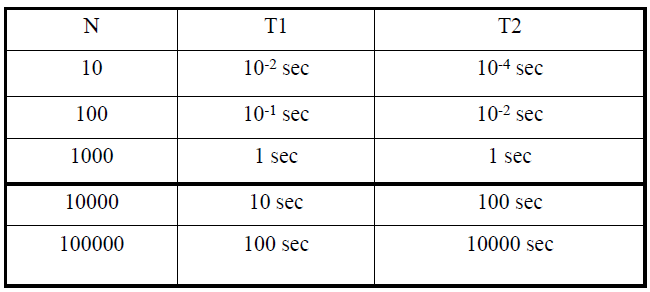 N T1 T2
10 10⁻² sec 10⁻⁴ sec
100 10⁻¹ sec 10⁻² sec
1000 1 sec 1 sec
10000 10 sec 100 sec
100000 100 sec 10000 sec